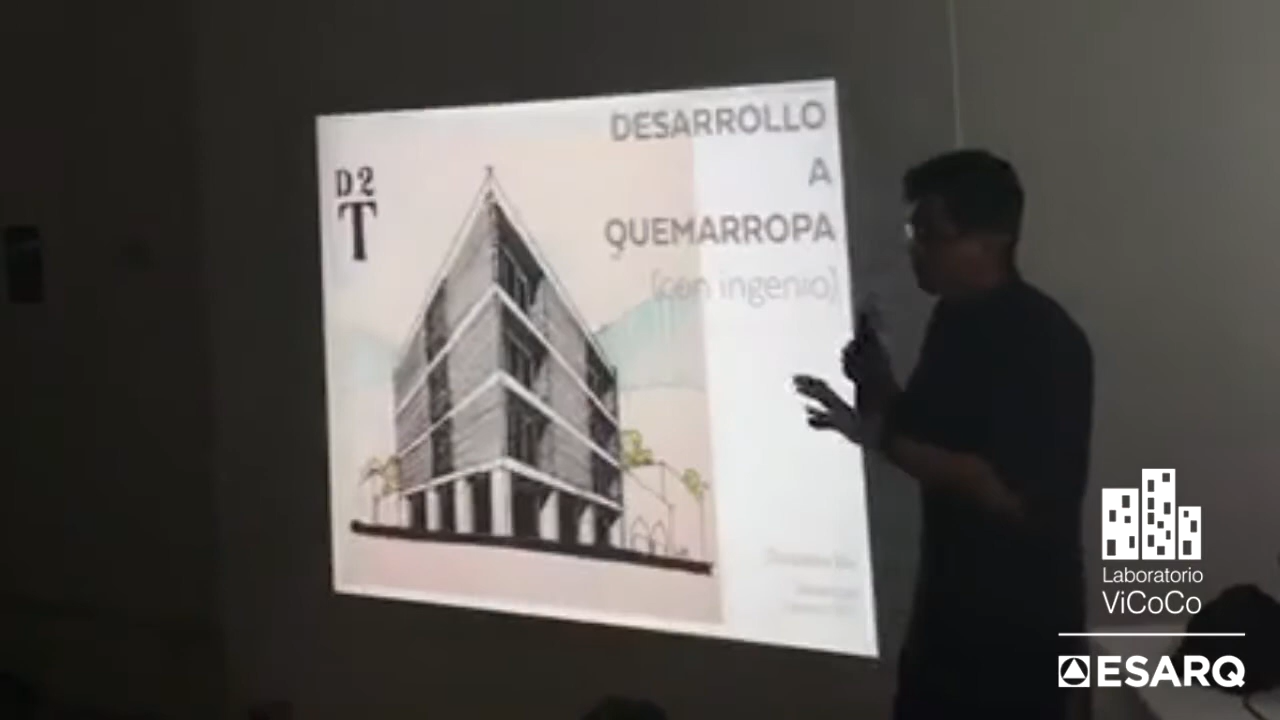 D2
T
DESARROLLO
A
QUEMARROPA
(con ingenio)
Laboratorio
ViCoCo
ESARQ